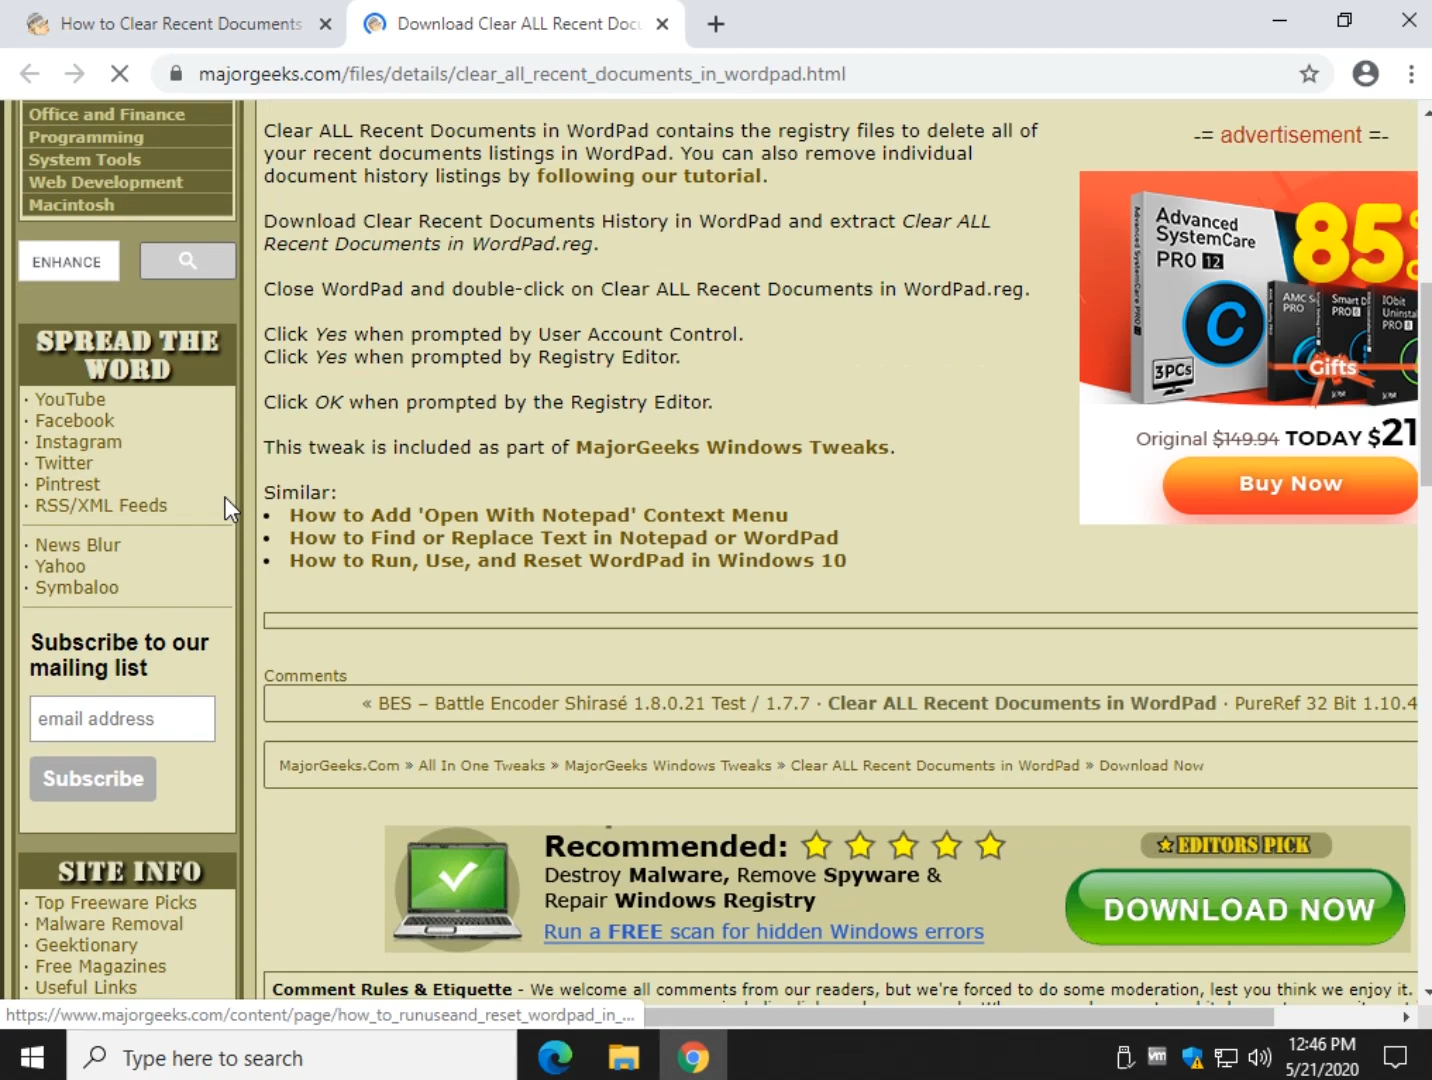 How to Clear Recent Documents
Download Clear ALL Recent Doc
majorgeeks.com/files/details/clear_all_recent_documents_in_wordpad.html
Office and Finance
Programming
System Tools
Web Development
Macintosh
ENHANCE
SPREAD THE
WORD
· YouTube
· Facebook
· Instagram
· Twitter
· Pintrest
· RSS/XML Feeds
· News Blur
· Yahoo
· Symbaloo
Subscribe to our
mailing list
email address
Subscribe
SITE INFO
· Top Freeware Picks
· Malware Removal
· Geektionary
· Free Magazines
· Useful Links
Clear ALL Recent Documents in WordPad contains the registry files to delete all of
your recent documents listings in WordPad. You can also remove individual
document history listings by following our tutorial.
Download Clear Recent Documents History in WordPad and extract Clear ALL
Recent Documents in WordPad.reg.
Close WordPad and double-click on Clear ALL Recent Documents in WordPad.reg.
Click Yes when prompted by User Account Control.
Click Yes when prompted by Registry Editor.
Click OK when prompted by the Registry Editor.
This tweak is included as part of MajorGeeks Windows Tweaks.
Similar:
• How to Add 'Open With Notepad' Context Menu
• How to Find or Replace Text in Notepad or WordPad
• How to Run, Use, and Reset WordPad in Windows 10
-= advertisement =-
Advanced
SystemCare
PRO 12
85%
AMC
PRO
Smart D
PRO
IObit
Uninstal
PRO
3PCs
Gifts
Original $149.94 TODAY $21
Buy Now
Comments
« BES – Battle Encoder Shirasé 1.8.0.21 Test / 1.7.7 · Clear ALL Recent Documents in WordPad · PureRef 32 Bit 1.10.4
MajorGeeks.Com » All In One Tweaks » MajorGeeks Windows Tweaks » Clear ALL Recent Documents in WordPad » Download Now
Recommended:
Destroy Malware, Remove Spyware &
Repair Windows Registry
Run a FREE scan for hidden Windows errors
EDITORS PICK
DOWNLOAD NOW
Comment Rules & Etiquette - We welcome all comments from our readers, but we're forced to do some moderation, lest you think we enjoy it.
https://www.majorgeeks.com/content/page/how_to_runuseand_reset_wordpad_in_...
Type here to search
vm
12:46 PM
5/21/2020